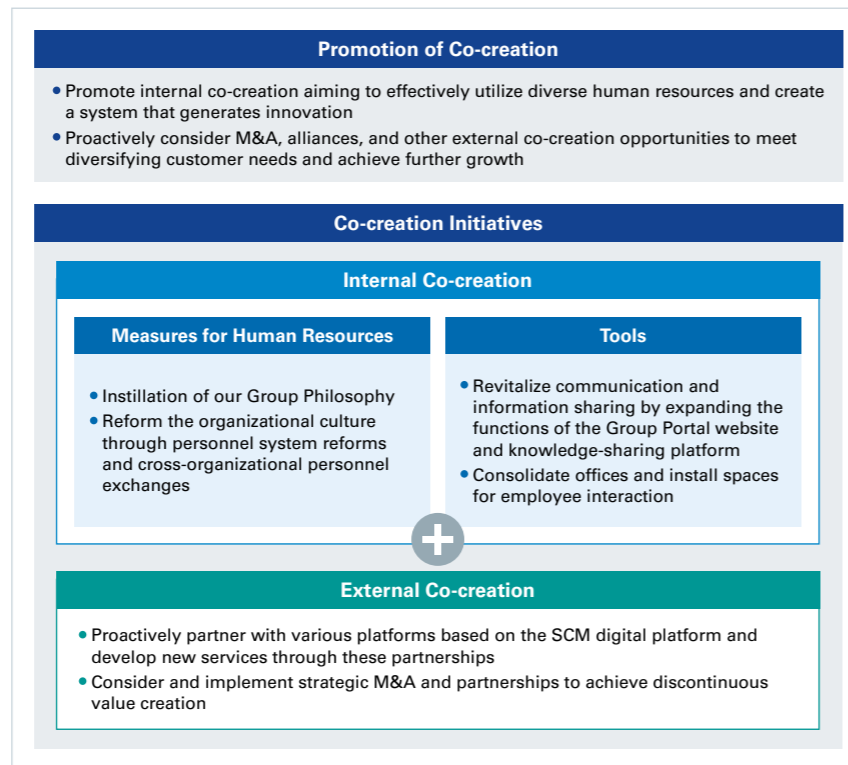 Promotion of Co-creation
• Promote internal co-creation aiming to effectively utilize diverse human resources and create
a system that generates innovation
• Proactively consider M&A, alliances, and other external co-creation opportunities to meet
diversifying customer needs and achieve further growth
Co-creation Initiatives
Internal Co-creation
Measures for Human Resources
• Instillation of our Group Philosophy
• Reform the organizational culture
through personnel system reforms
and cross-organizational personnel
exchanges
Tools
• Revitalize communication and
information sharing by expanding the
functions of the Group Portal website
and knowledge-sharing platform
• Consolidate offices and install spaces
for employee interaction
+
External Co-creation
• Proactively partner with various platforms based on the SCM digital platform and
develop new services through these partnerships
• Consider and implement strategic M&A and partnerships to achieve discontinuous
value creation